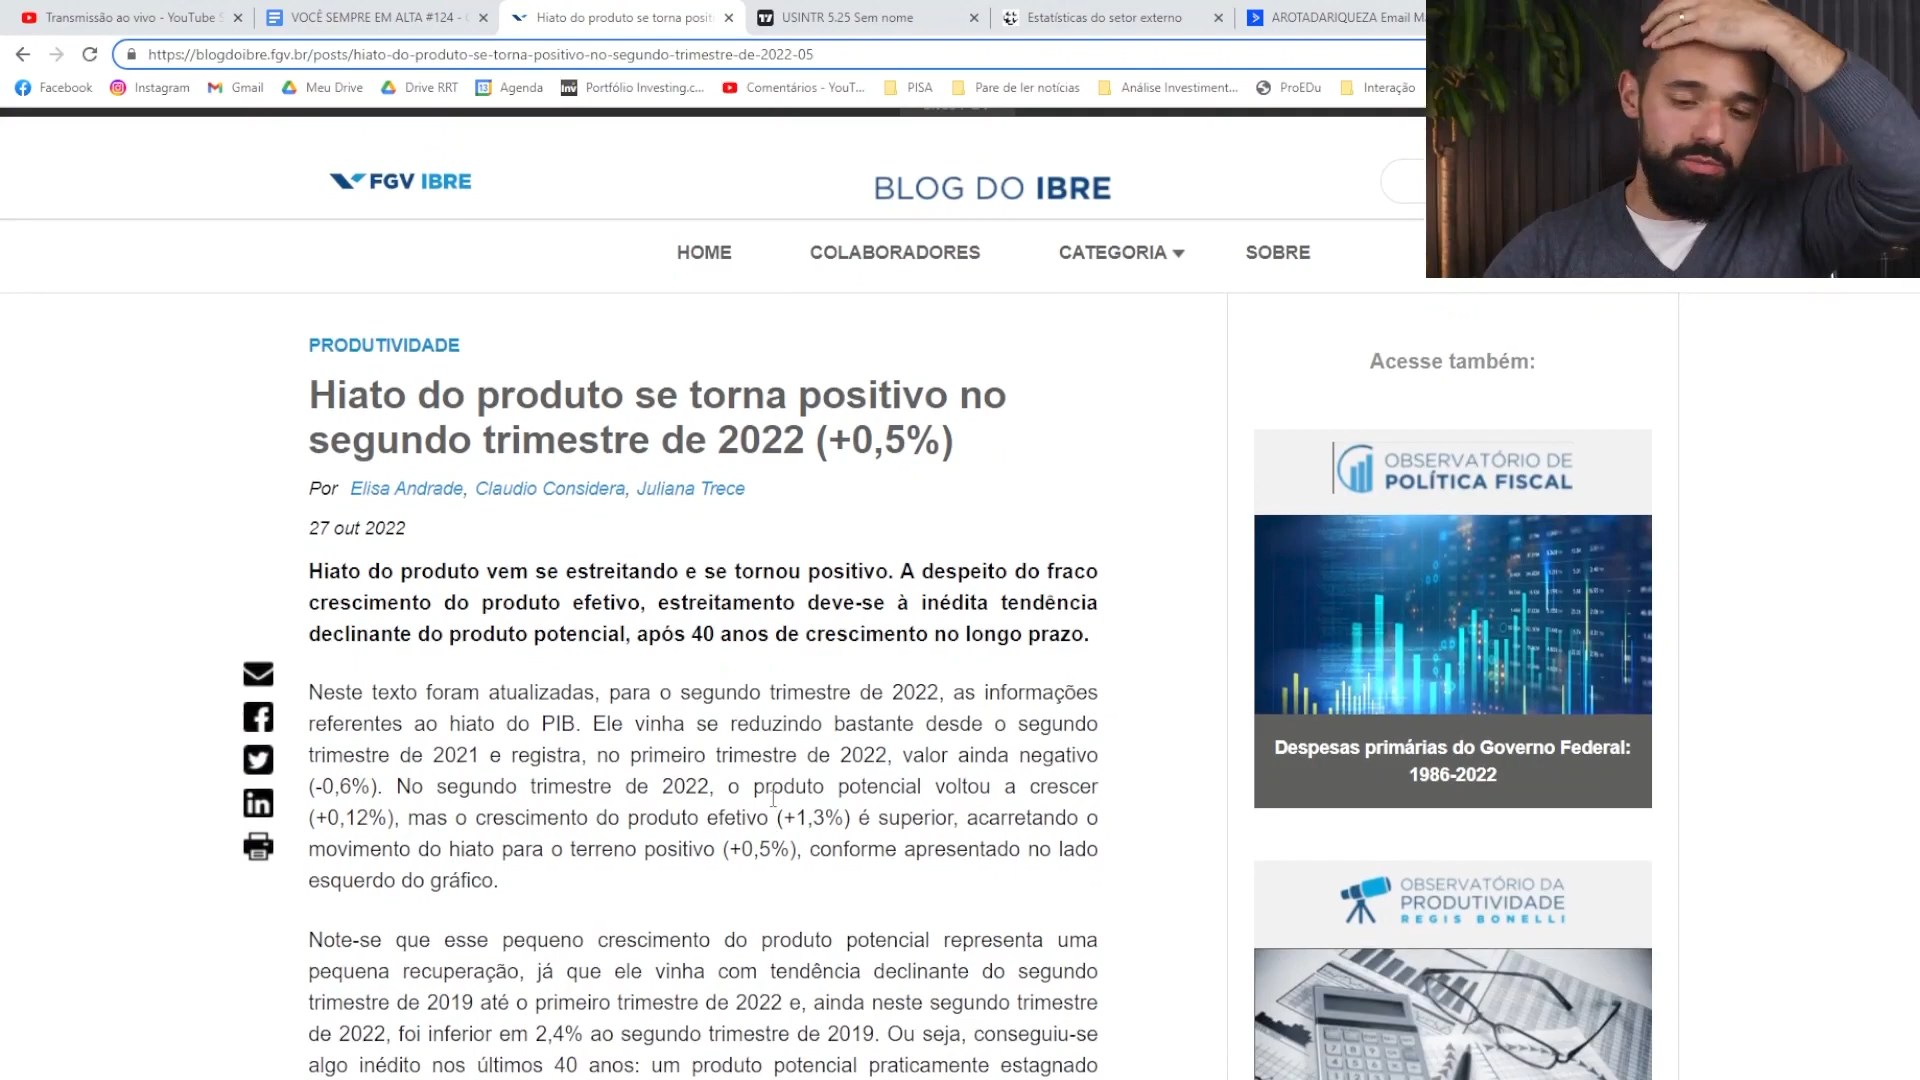 Transmissão ao vivo - YouTube
VOCÊ SEMPRE EM ALTA #124 -
Hiato do produto se torna posit
USINTR 5.25 Sem nome
Estatísticas do setor externo
AROTADARIQUEZA Email M
https://blogdoibre.fgv.br/posts/hiato-do-produto-se-torna-positivo-no-segundo-trimestre-de-2022-05
Facebook
Instagram
Gmail
Meu Drive
Drive RRT
Agenda
Portfólio Investing.c...
Comentários - YouT...
PISA
Pare de ler notícias
Análise Investiment...
ProEDu
Interação
FGV IBRE
BLOG DO IBRE
HOME
COLABORADORES
CATEGORIA
SOBRE
PRODUTIVIDADE
Hiato do produto se torna positivo no
segundo trimestre de 2022 (+0,5%)
Por Elisa Andrade, Claudio Considera, Juliana Trece
27 out 2022
Hiato do produto vem se estreitando e se tornou positivo. A despeito do fraco
crescimento do produto efetivo, estreitamento deve-se à inédita tendência
declinante do produto potencial, após 40 anos de crescimento no longo prazo.
Neste texto foram atualizadas, para o segundo trimestre de 2022, as informações
referentes ao hiato do PIB. Ele vinha se reduzindo bastante desde o segundo
trimestre de 2021 e registra, no primeiro trimestre de 2022, valor ainda negativo
(-0,6%). No segundo trimestre de 2022, o produto potencial voltou a crescer
(+0,12%), mas o crescimento do produto efetivo (+1,3%) é superior, acarretando o
movimento do hiato para o terreno positivo (+0,5%), conforme apresentado no lado
esquerdo do gráfico.
Note-se que esse pequeno crescimento do produto potencial representa uma
pequena recuperação, já que ele vinha com tendência declinante do segundo
trimestre de 2019 até o primeiro trimestre de 2022 e, ainda neste segundo trimestre
de 2022, foi inferior em 2,4% ao segundo trimestre de 2019. Ou seja, conseguiu-se
algo inédito nos últimos 40 anos: um produto potencial praticamente estagnado
Acesse também:
OBSERVATÓRIO DE
POLÍTICA FISCAL
Despesas primárias do Governo Federal:
1986-2022
OBSERVATÓRIO DA
PRODUTIVIDADE
REGIS BONELLI